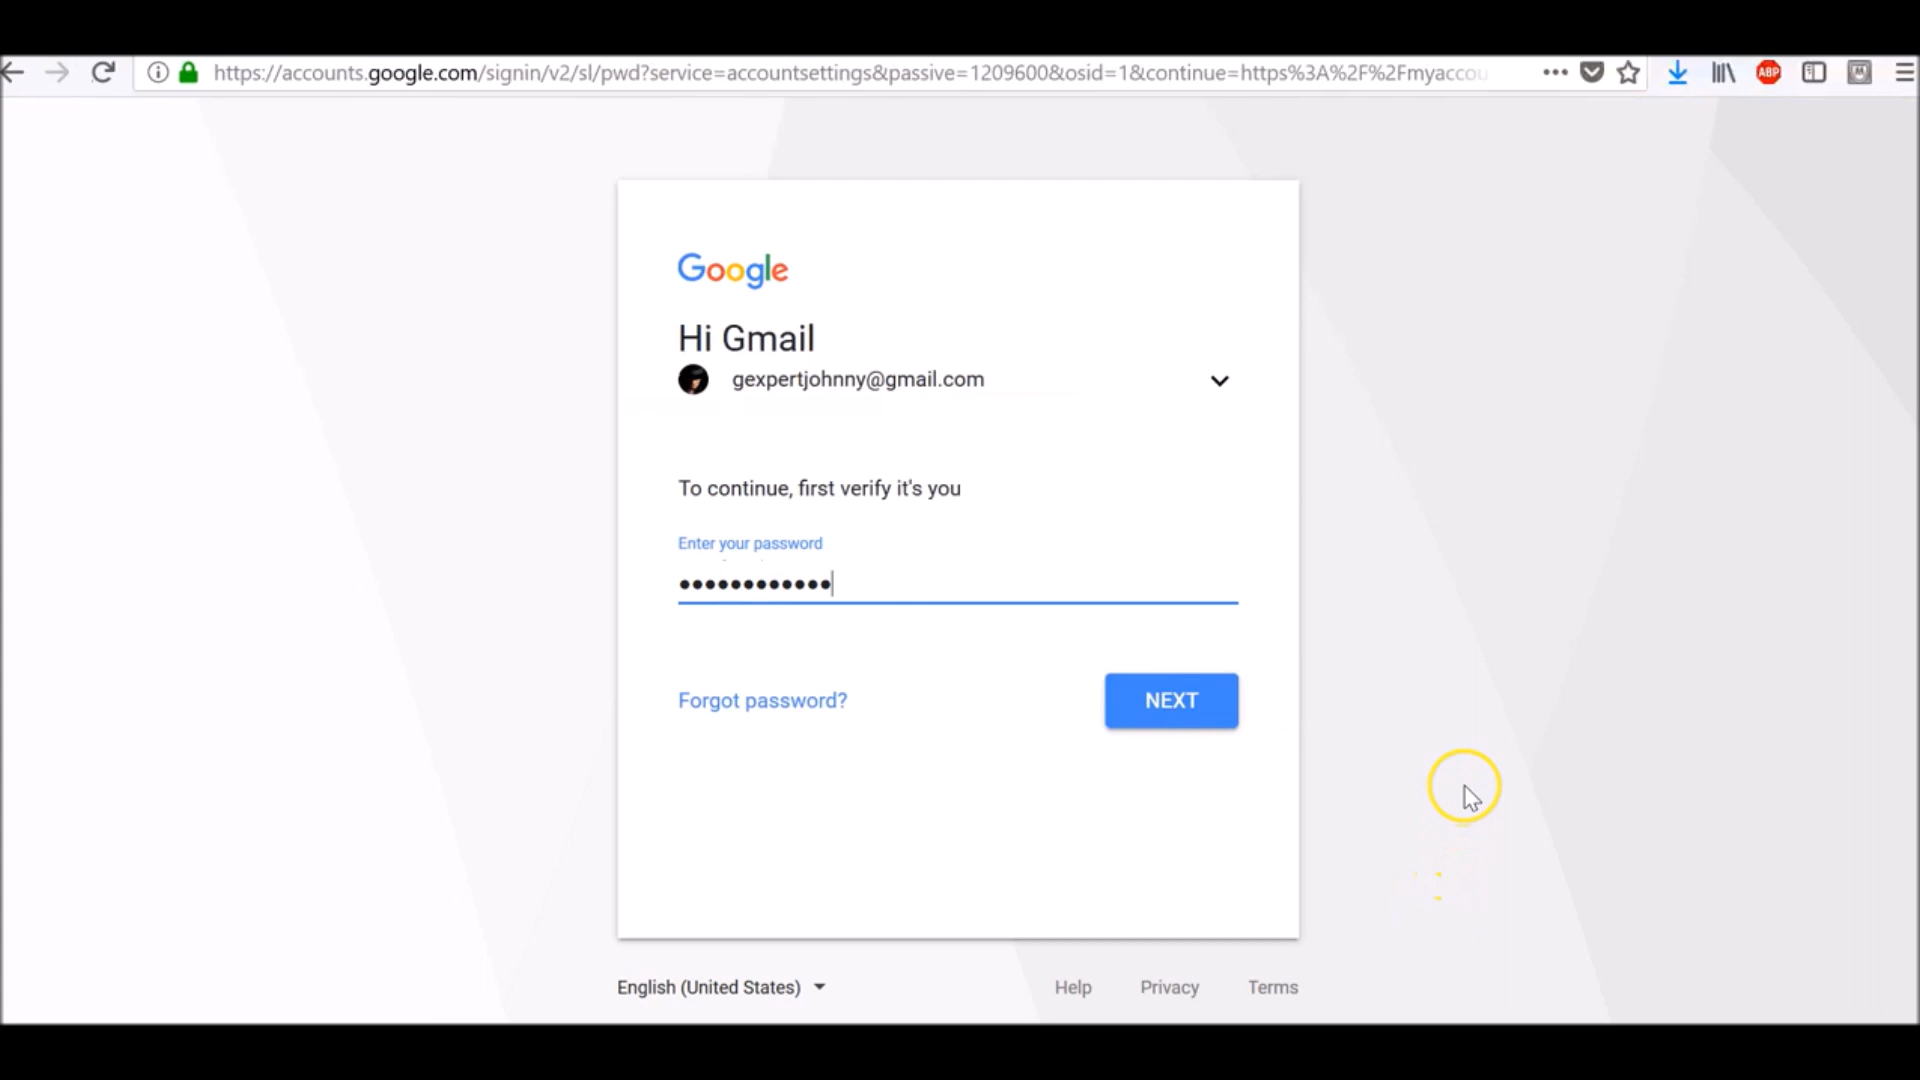 https://accounts.google.com/signin/v2/sl/pwd?service=accountsettings&passive=1209600&osid=1&continue=https%3A%2F%2Fmyaccou
ABP
Google
Hi Gmail
gexpertjohnny@gmail.com
To continue, first verify it's you
Enter your password
Forgot password?
NEXT
English (United States)
Help
Privacy
Terms